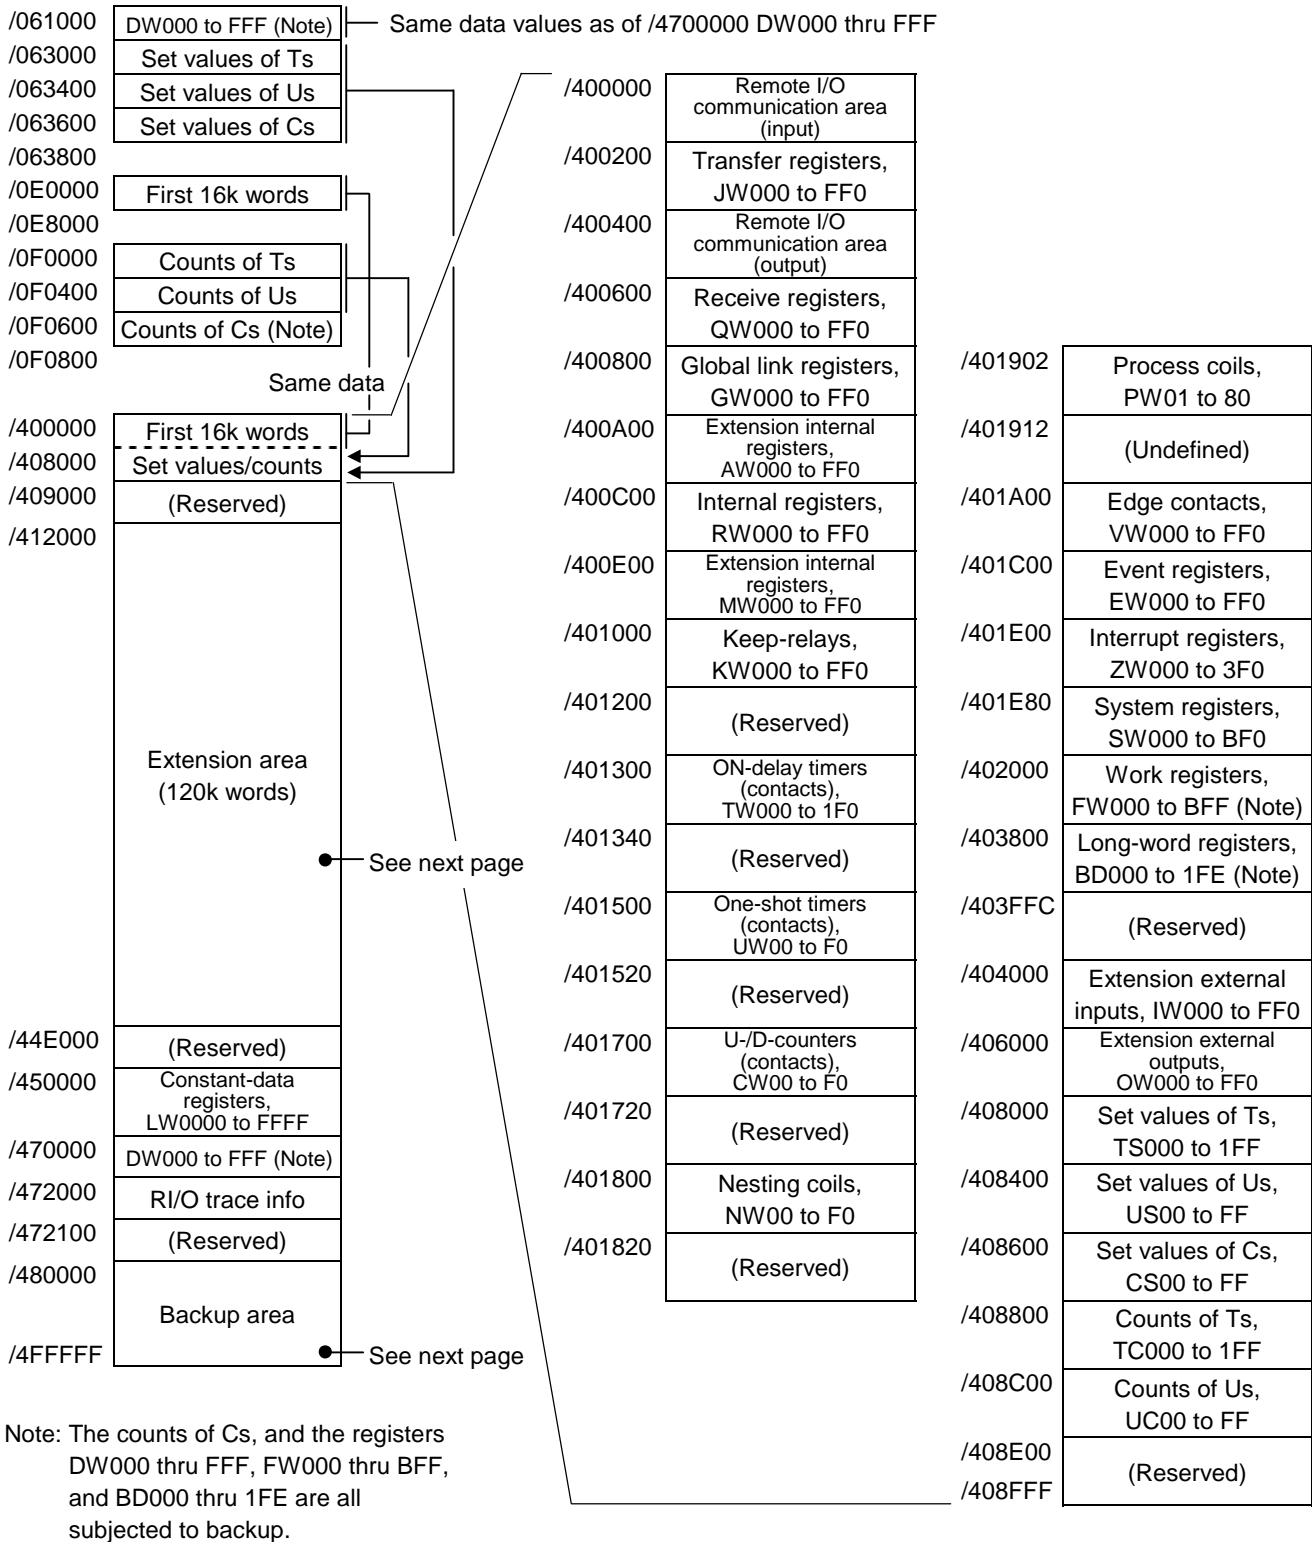 /061000
DW000 to FFF (Note)
Same data values as of /4700000 DW000 thru FFF
/063000
Set values of Ts
/063400
Set values of Us
/063600
Set values of Cs
/063800
/0E0000
First 16k words
/0E8000
/0F0000
Counts of Ts
/0F0400
Counts of Us
/0F0600
Counts of Cs (Note)
/0F0800
Same data
/400000
First 16k words
/408000
Set values/counts
/409000
(Reserved)
/412000
Extension area
(120k words)
See next page
/44E000
(Reserved)
/450000
Constant-data
registers,
LW0000 to FFFF
/470000
DW000 to FFF (Note)
/472000
RI/O trace info
/472100
(Reserved)
/480000
Backup area
/4FFFFF
See next page
/400000
Remote I/O
communication area
(input)
/400200
Transfer registers,
JW000 to FF0
/400400
Remote I/O
communication area
(output)
/400600
Receive registers,
QW000 to FF0
/400800
Global link registers,
GW000 to FF0
/400A00
Extension internal
registers,
AW000 to FF0
/400C00
Internal registers,
RW000 to FF0
/400E00
Extension internal
registers,
MW000 to FF0
/401000
Keep-relays,
KW000 to FF0
/401200
(Reserved)
/401300
ON-delay timers
(contacts),
TW000 to 1F0
/401340
(Reserved)
/401500
One-shot timers
(contacts),
UW00 to F0
/401520
(Reserved)
/401700
U-/D-counters
(contacts),
CW00 to F0
/401720
(Reserved)
/401800
Nesting coils,
NW00 to F0
/401820
(Reserved)
/401902
Process coils,
PW01 to 80
/401912
(Undefined)
/401A00
Edge contacts,
VW000 to FF0
/401C00
Event registers,
EW000 to FF0
/401E00
Interrupt registers,
ZW000 to 3F0
/401E80
System registers,
SW000 to BF0
/402000
Work registers,
FW000 to BFF (Note)
/403800
Long-word registers,
BD000 to 1FE (Note)
/403FFC
(Reserved)
/404000
Extension external
inputs, IW000 to FF0
/406000
Extension external
outputs,
OW000 to FF0
/408000
Set values of Ts,
TS000 to 1FF
/408400
Set values of Us,
US00 to FF
/408600
Set values of Cs,
CS00 to FF
/408800
Counts of Ts,
TC000 to 1FF
/408C00
Counts of Us,
UC00 to FF
/408E00
(Reserved)
/408FFF
Note: The counts of Cs, and the registers
DW000 thru FFF, FW000 thru BFF,
and BD000 thru 1FE are all
subjected to backup.